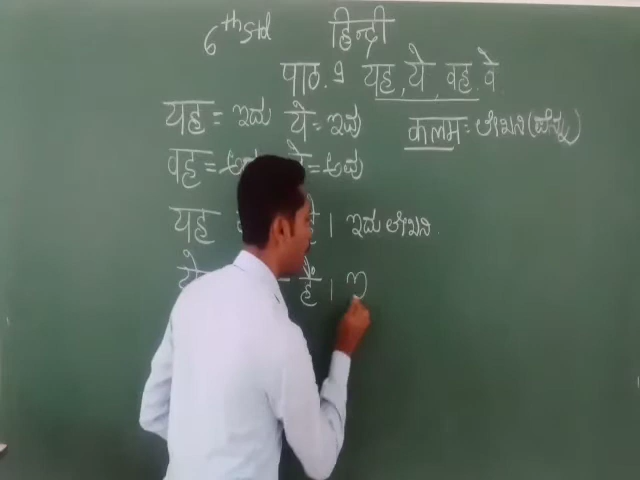 6th Std हिन्दी
पाठ. १ यह, ये, वह. वे
यह = ಇದು ये = ಇವು कलम = ಲೇಖನಿ (ಪೆನ್ನು)
वह = ಅದು वे = ಅವು
यह है। ಇದು ಲೇಖನಿ.
ये हैं।